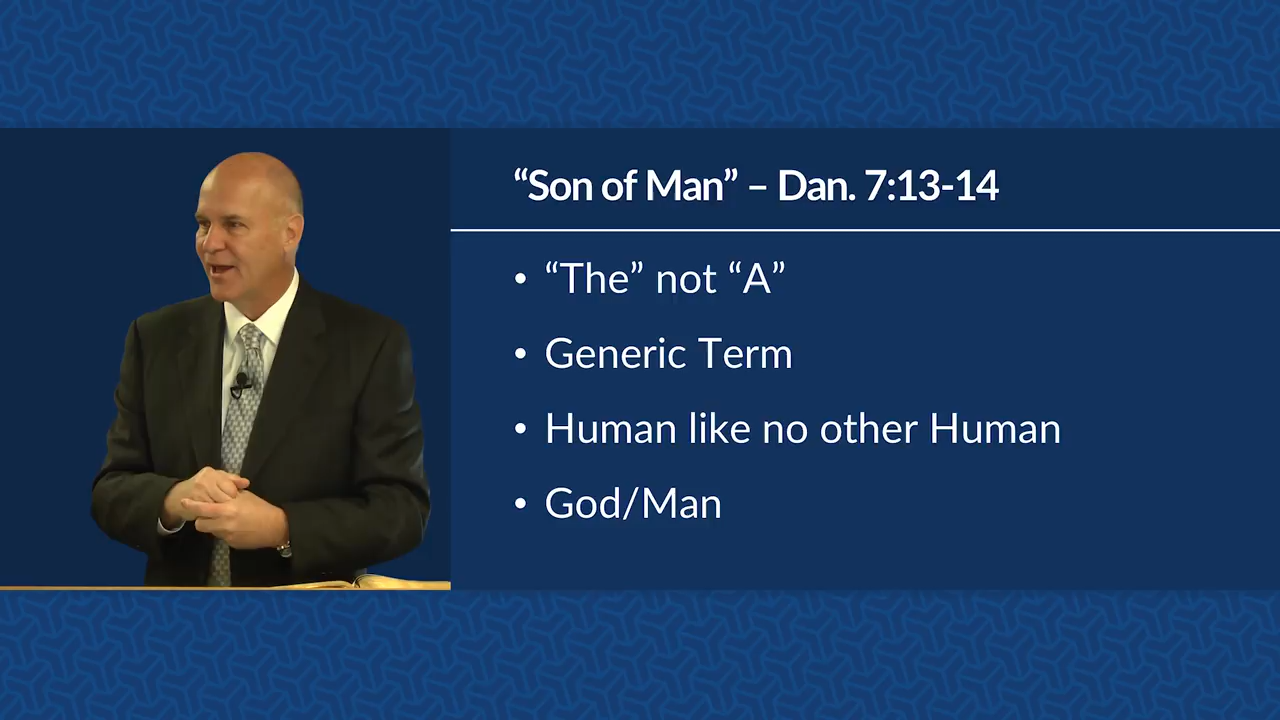 “Son of Man” – Dan. 7:13-14
• “The” not “A”
• Generic Term
• Human like no other Human
• God/Man